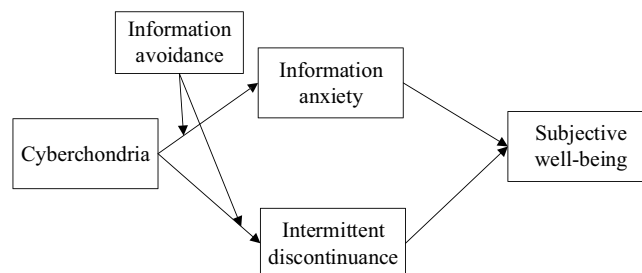 Information
avoidance
Information
anxiety
Cyberchondria
Subjective
well-being
Intermittent
discontinuance